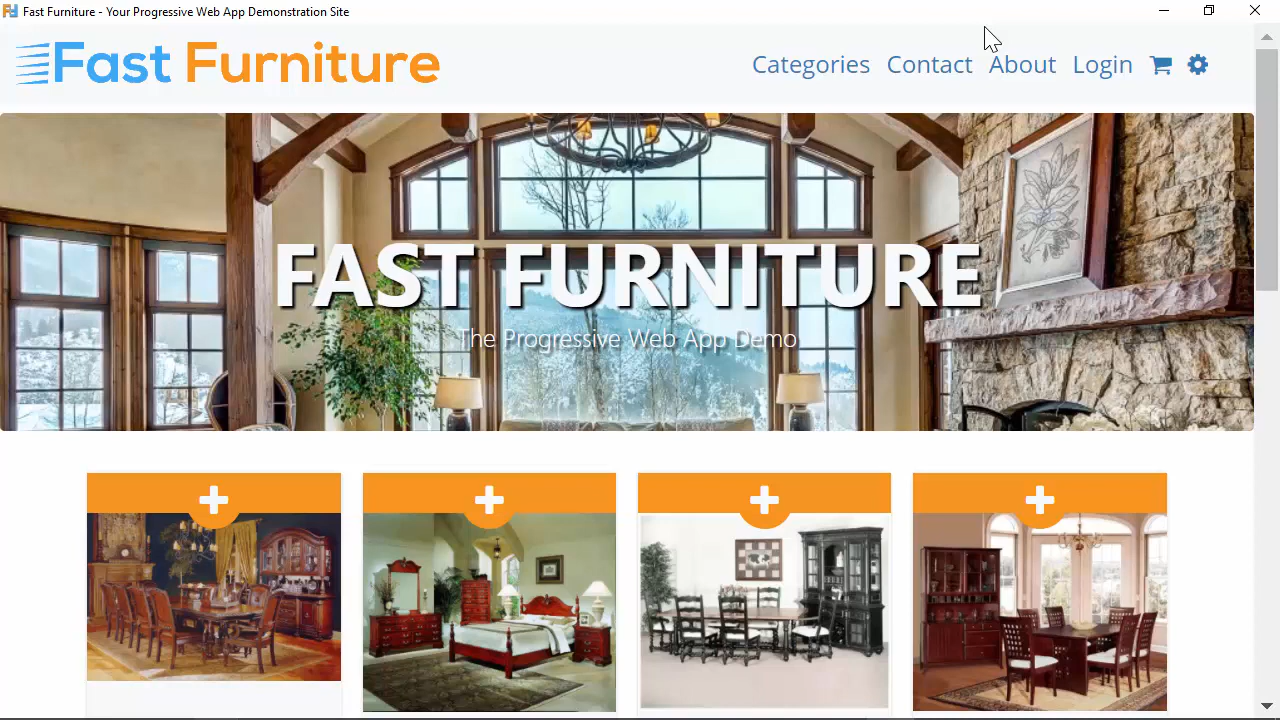 Fast Furniture - Your Progressive Web App Demonstration Site
Fast Furniture
Categories Contact About Login
FAST FURNITURE
The Progressive Web App Demo